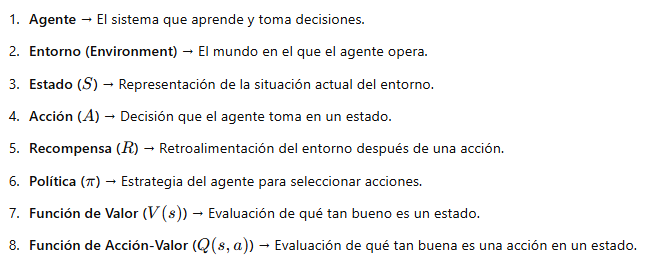 1. Agente → El sistema que aprende y toma decisiones.
2. Entorno (Environment) → El mundo en el que el agente opera.
3. Estado (S) → Representación de la situación actual del entorno.
4. Acción (A) → Decisión que el agente toma en un estado.
5. Recompensa (R) → Retroalimentación del entorno después de una acción.
6. Política (π) → Estrategia del agente para seleccionar acciones.
7. Función de Valor (V(s)) → Evaluación de qué tan bueno es un estado.
8. Función de Acción-Valor (Q(s, a)) → Evaluación de qué tan buena es una acción en un estado.